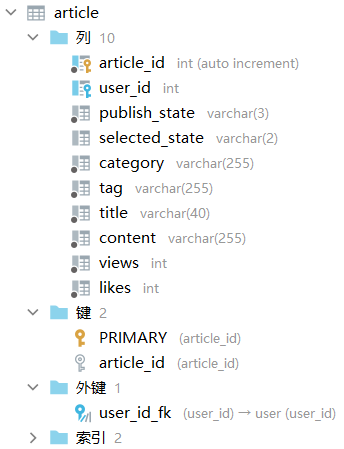 article
列 10
article_id int (auto increment)
user_id int
publish_state varchar(3)
selected_state varchar(2)
category varchar(255)
tag varchar(255)
title varchar(40)
content varchar(255)
views int
likes int
键 2
PRIMARY (article_id)
article_id (article_id)
外键 1
user_id_fk (user_id) → user (user_id)
索引 2